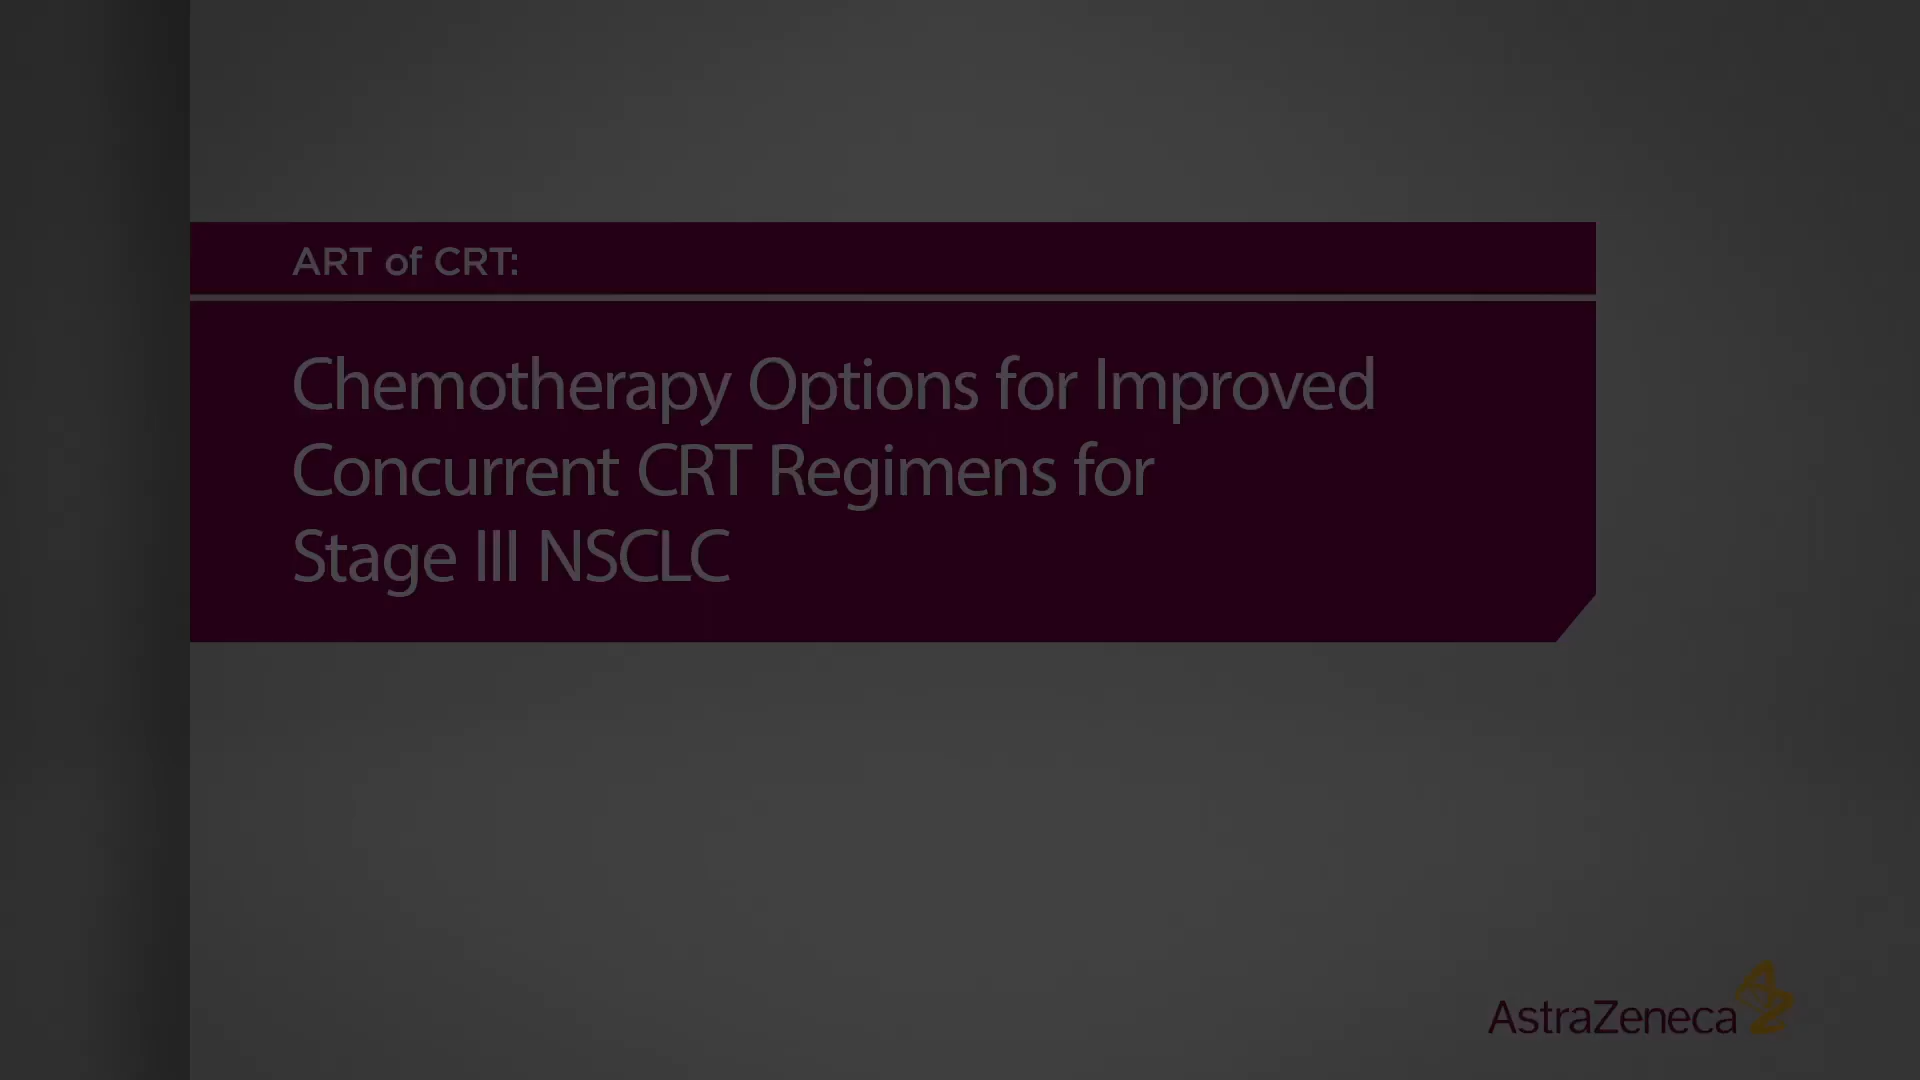 ART of CRT:
Chemotherapy Options for Improved
Concurrent CRT Regimens for
Stage III NSCLC
AstraZeneca